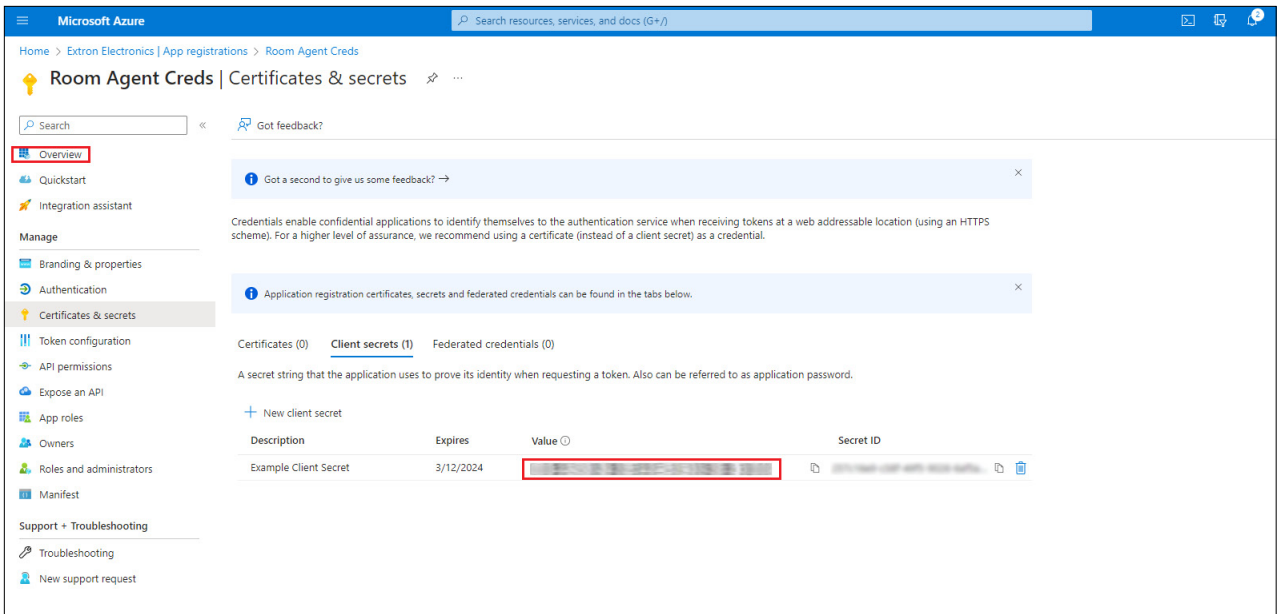 Microsoft Azure
Search resources, services, and docs (G+/)
2
Home > Extron Electronics | App registrations > Room Agent Creds
Room Agent Creds | Certificates & secrets
Search
Got feedback?
Overview
Quickstart
Integration assistant
Got a second to give us some feedback?
Credentials enable confidential applications to identify themselves to the authentication service when receiving tokens at a web addressable location (using an HTTPS
scheme). For a higher level of assurance, we recommend using a certificate (instead of a client secret) as a credential.
Manage
Branding & properties
Authentication
Certificates & secrets
Token configuration
API permissions
Expose an API
App roles
Owners
Roles and administrators
Manifest
Application registration certificates, secrets and federated credentials can be found in the tabs below.
Certificates (0) Client secrets (1) Federated credentials (0)
A secret string that the application uses to prove its identity when requesting a token. Also can be referred to as application password.
New client secret
Description Expires Value Secret ID
Example Client Secret 3/12/2024
Support + Troubleshooting
Troubleshooting
New support request